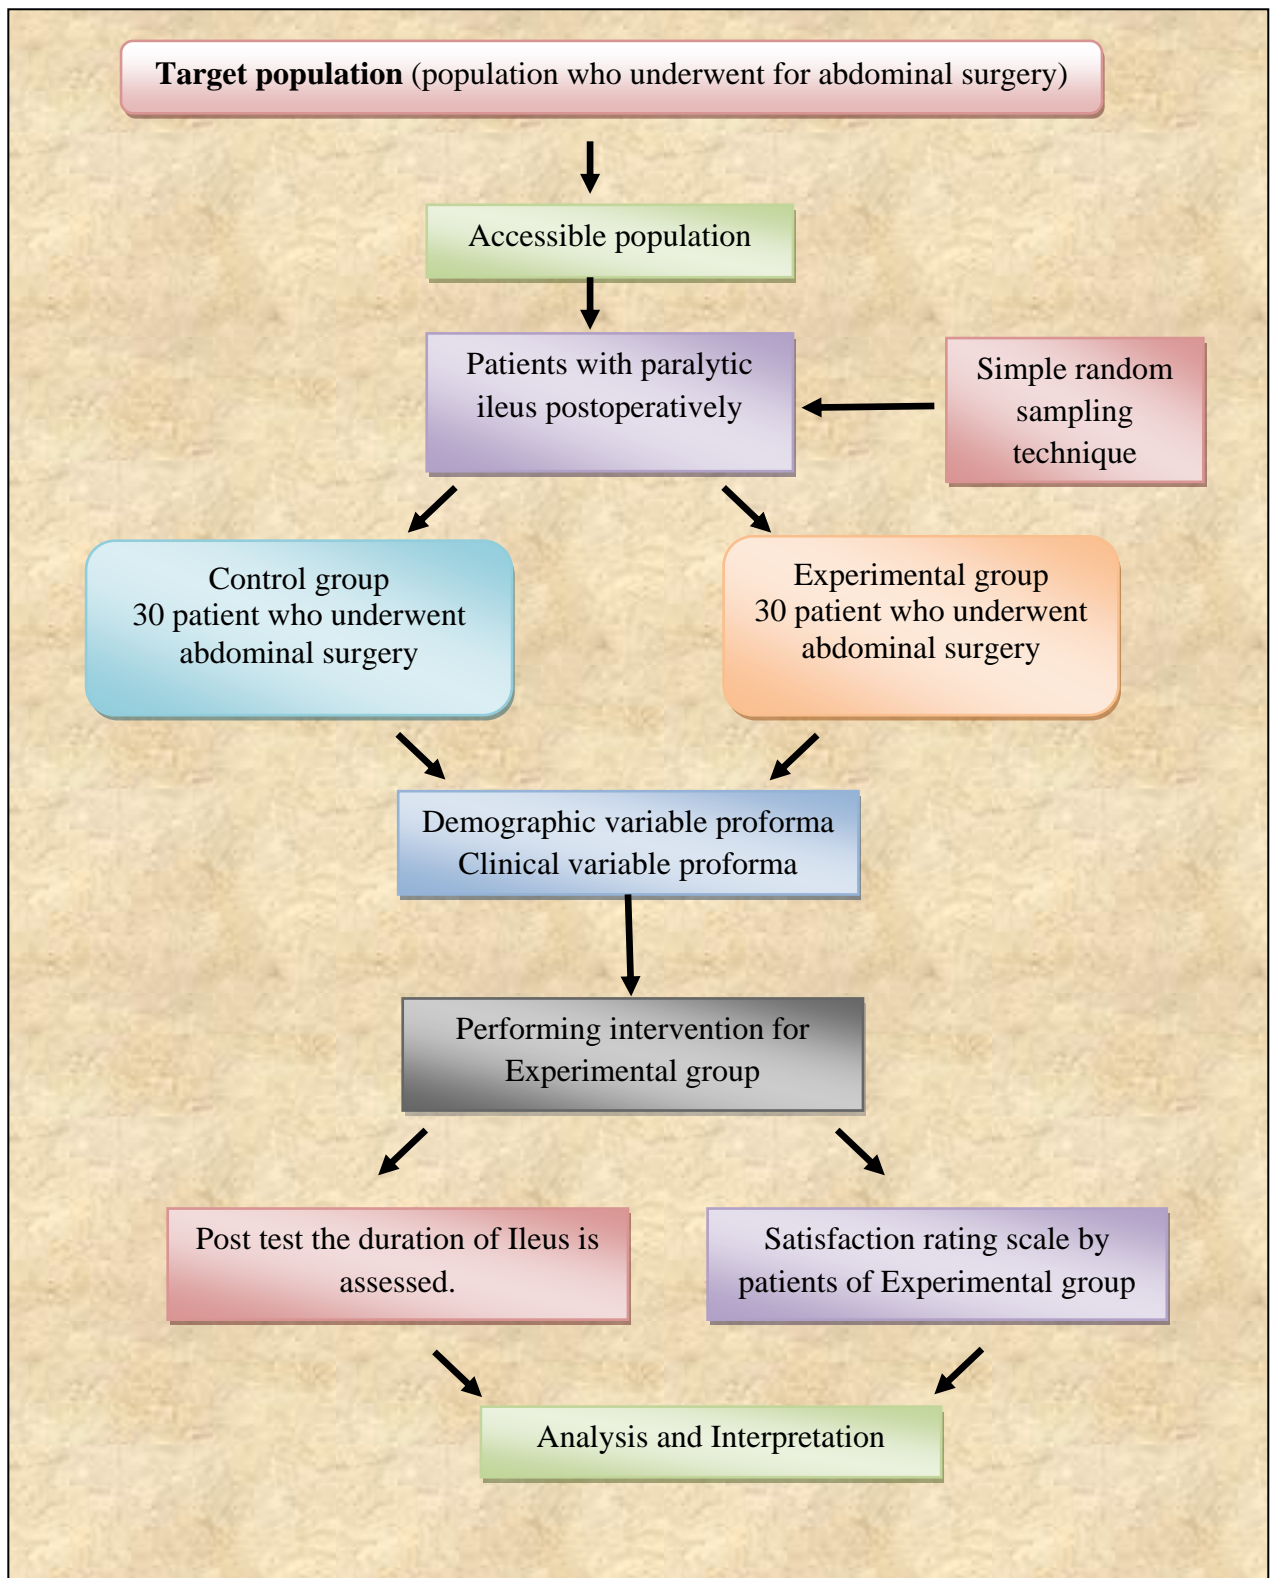 Target population (population who underwent for abdominal surgery)
Accessible population
Patients with paralytic
ileus postoperatively
Simple random
sampling
technique
Control group
30 patient who underwent
abdominal surgery
Experimental group
30 patient who underwent
abdominal surgery
Demographic variable proforma
Clinical variable proforma
Performing intervention for
Experimental group
Post test the duration of Ileus is
assessed.
Satisfaction rating scale by
patients of Experimental group
Analysis and Interpretation